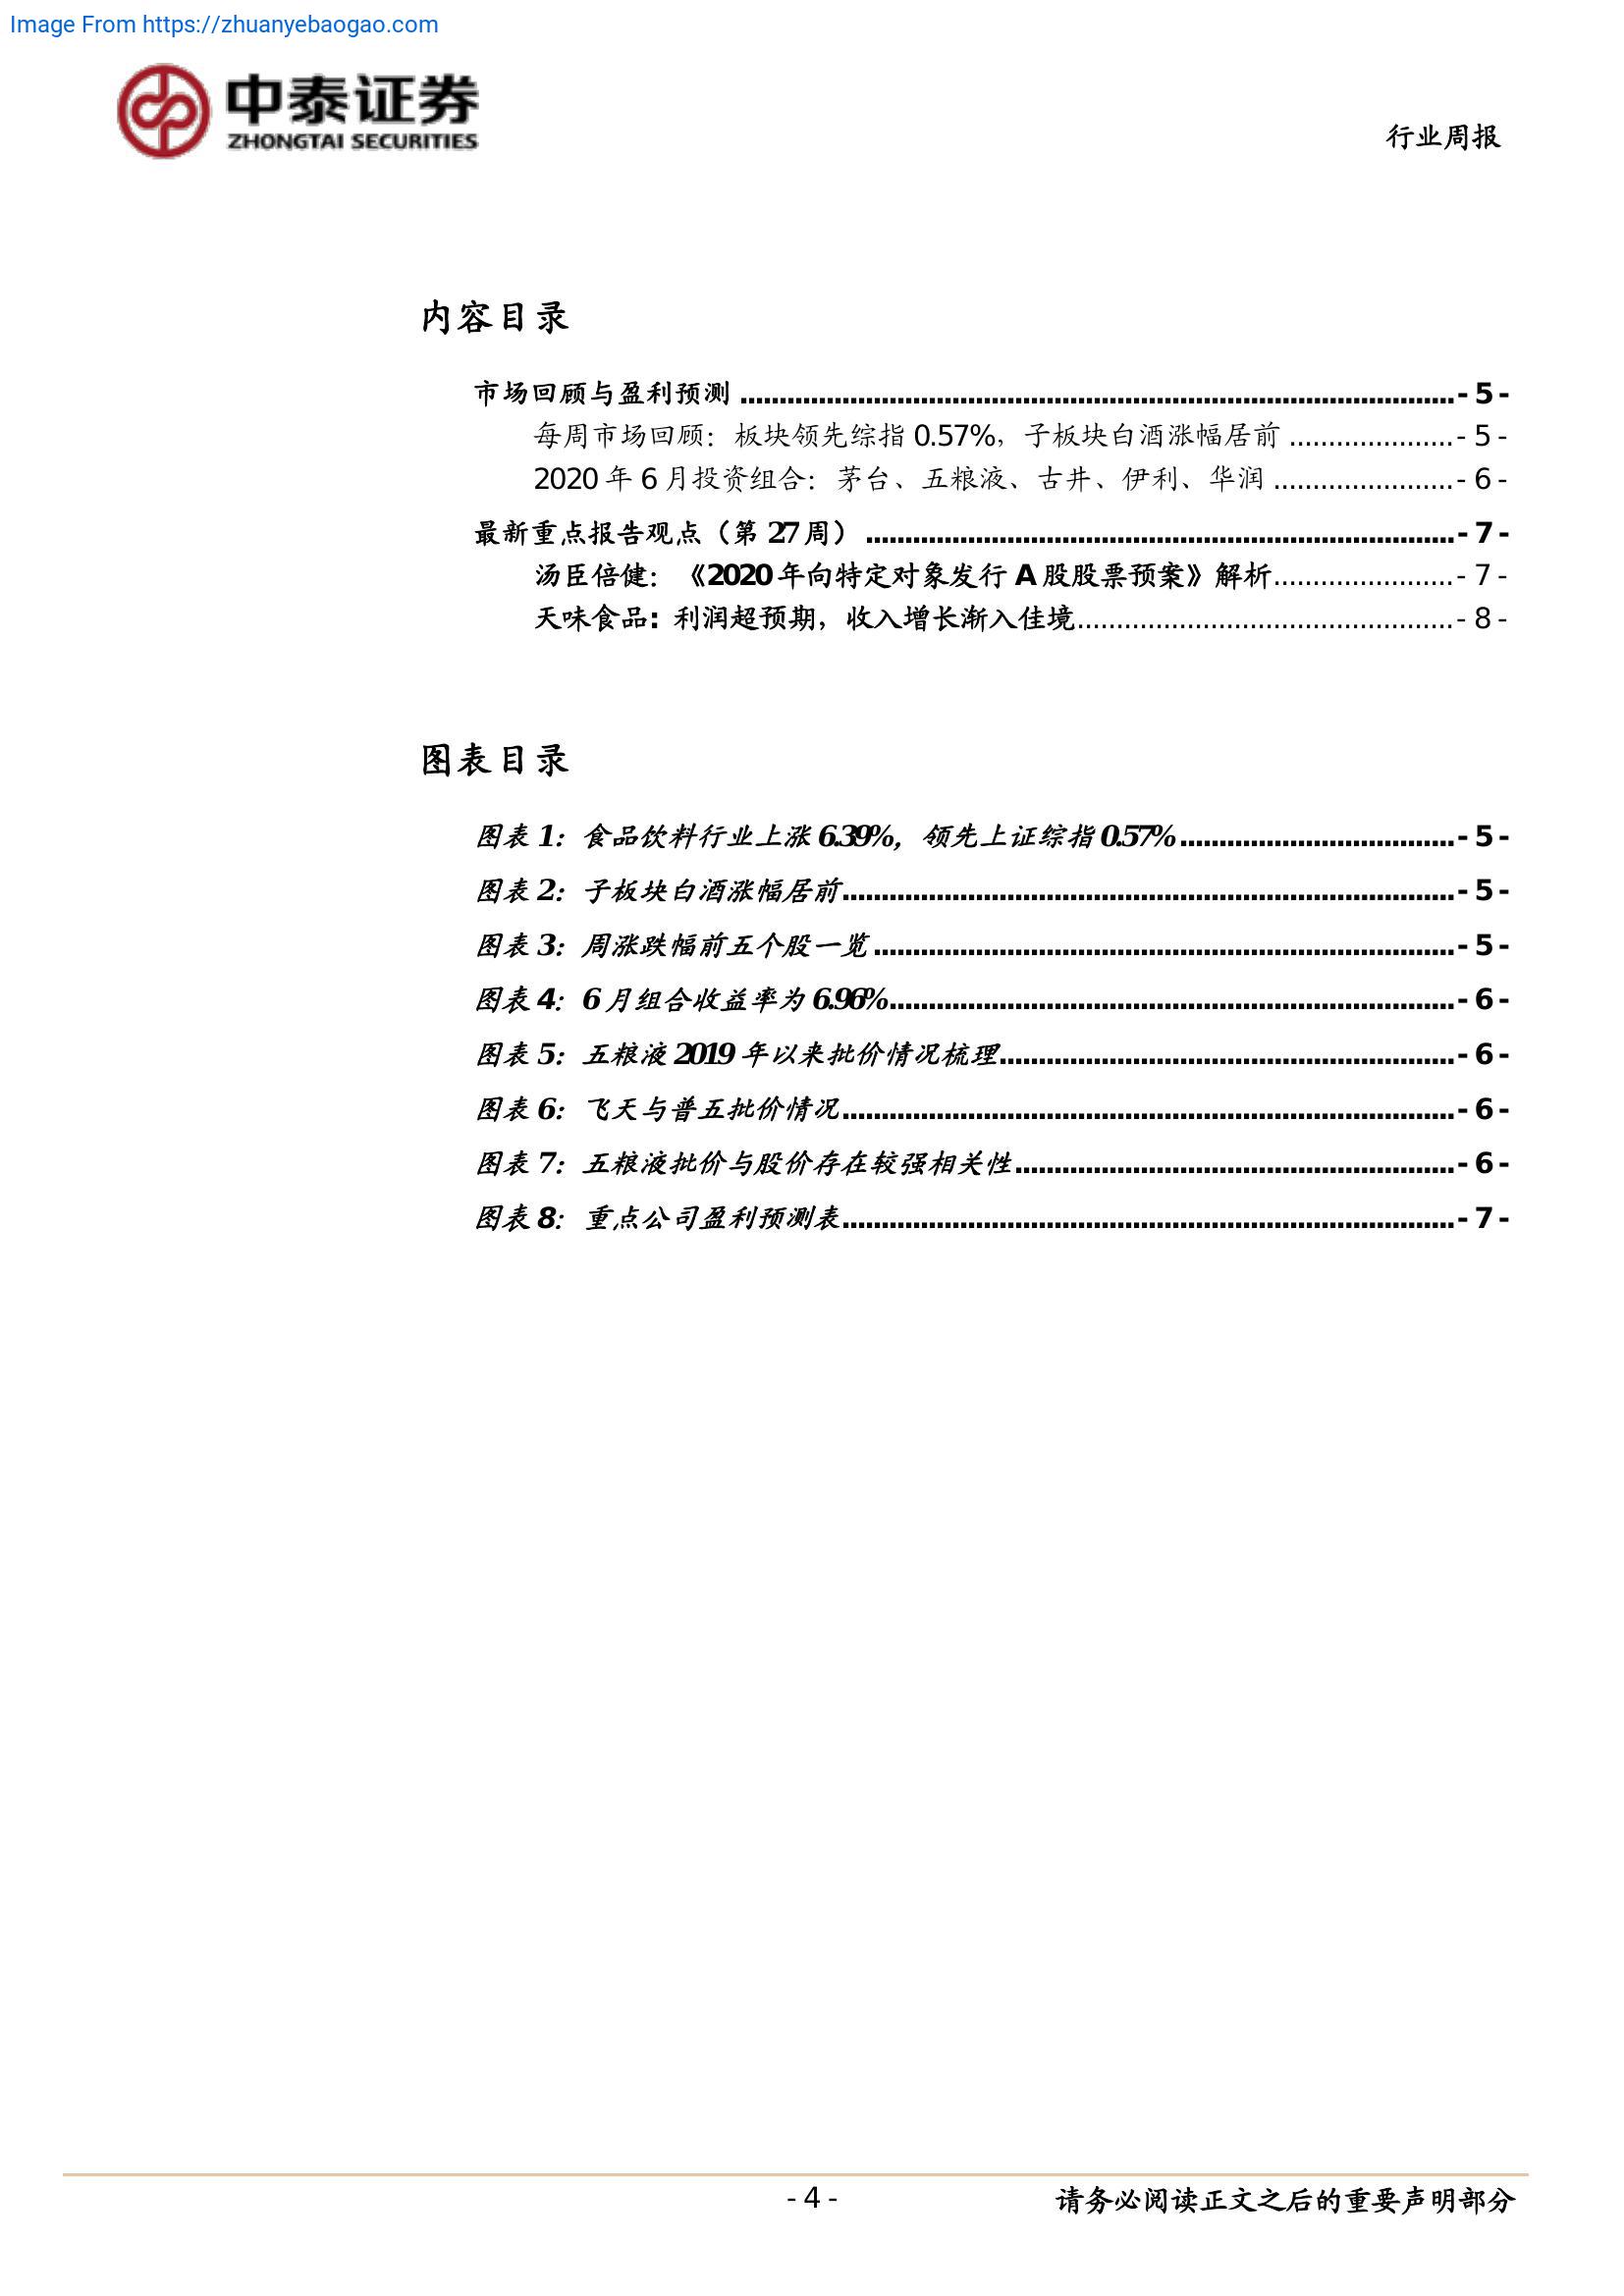 Image From https://zhuanyebaogao.com
中泰证券
ZHONGTAI SECURITIES
行业周报
内容目录
市场回顾与盈利预测 ........................................................................................... - 5 -
每周市场回顾：板块领先综指 0.57%，子板块白酒涨幅居前 ..................... - 5 -
2020 年 6 月投资组合：茅台、五粮液、古井、伊利、华润 ....................... - 6 -
最新重点报告观点（第 27 周） ........................................................................... - 7 -
汤臣倍健：《2020 年向特定对象发行 A 股股票预案》解析....................... - 7 -
天味食品：利润超预期，收入增长渐入佳境................................................ - 8 -
图表目录
图表 1：食品饮料行业上涨 6.39%，领先上证综指 0.57% ................................... - 5 -
图表 2：子板块白酒涨幅居前.............................................................................. - 5 -
图表 3：周涨跌幅前五个股一览 .......................................................................... - 5 -
图表 4：6 月组合收益率为 6.96%........................................................................ - 6 -
图表 5：五粮液 2019 年以来批价情况梳理.......................................................... - 6 -
图表 6：飞天与普五批价情况.............................................................................. - 6 -
图表 7：五粮液批价与股价存在较强相关性........................................................ - 6 -
图表 8：重点公司盈利预测表.............................................................................. - 7 -
- 4 -
请务必阅读正文之后的重要声明部分